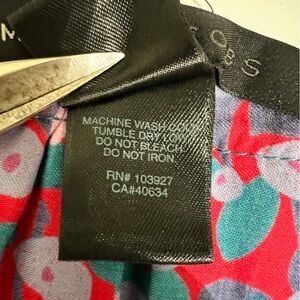 M
MACHINE WASH COLD
TUMBLE DRY LOW
DO NOT BLEACH
DO NOT IRON
RN# 103927
CA#40634